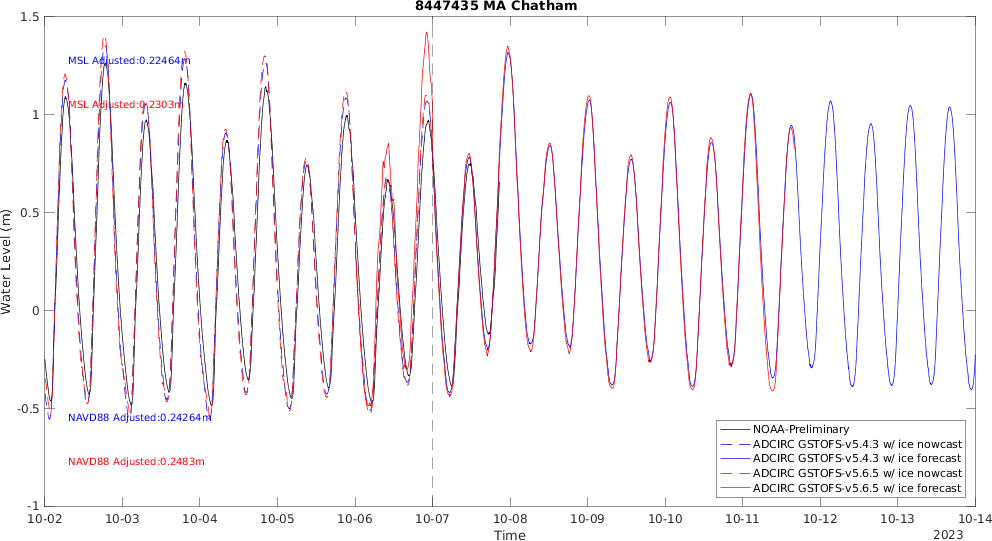 8447435 MA Chatham
1.5
1
0.5
0
-0.5
-1
Water Level (m)
MSL Adjusted:0.22464m
MSL Adjusted:0.2303m
NAVD88 Adjusted:0.24264m
NAVD88 Adjusted:0.2483m
NOAA-Preliminary
ADCIRC GSTOFS-v5.4.3 w/ ice nowcast
ADCIRC GSTOFS-v5.4.3 w/ ice forecast
ADCIRC GSTOFS-v5.6.5 w/ ice nowcast
ADCIRC GSTOFS-v5.6.5 w/ ice forecast
10-02 10-03 10-04 10-05 10-06 10-07 10-08 10-09 10-10 10-11 10-12 10-13 10-14
Time
2023